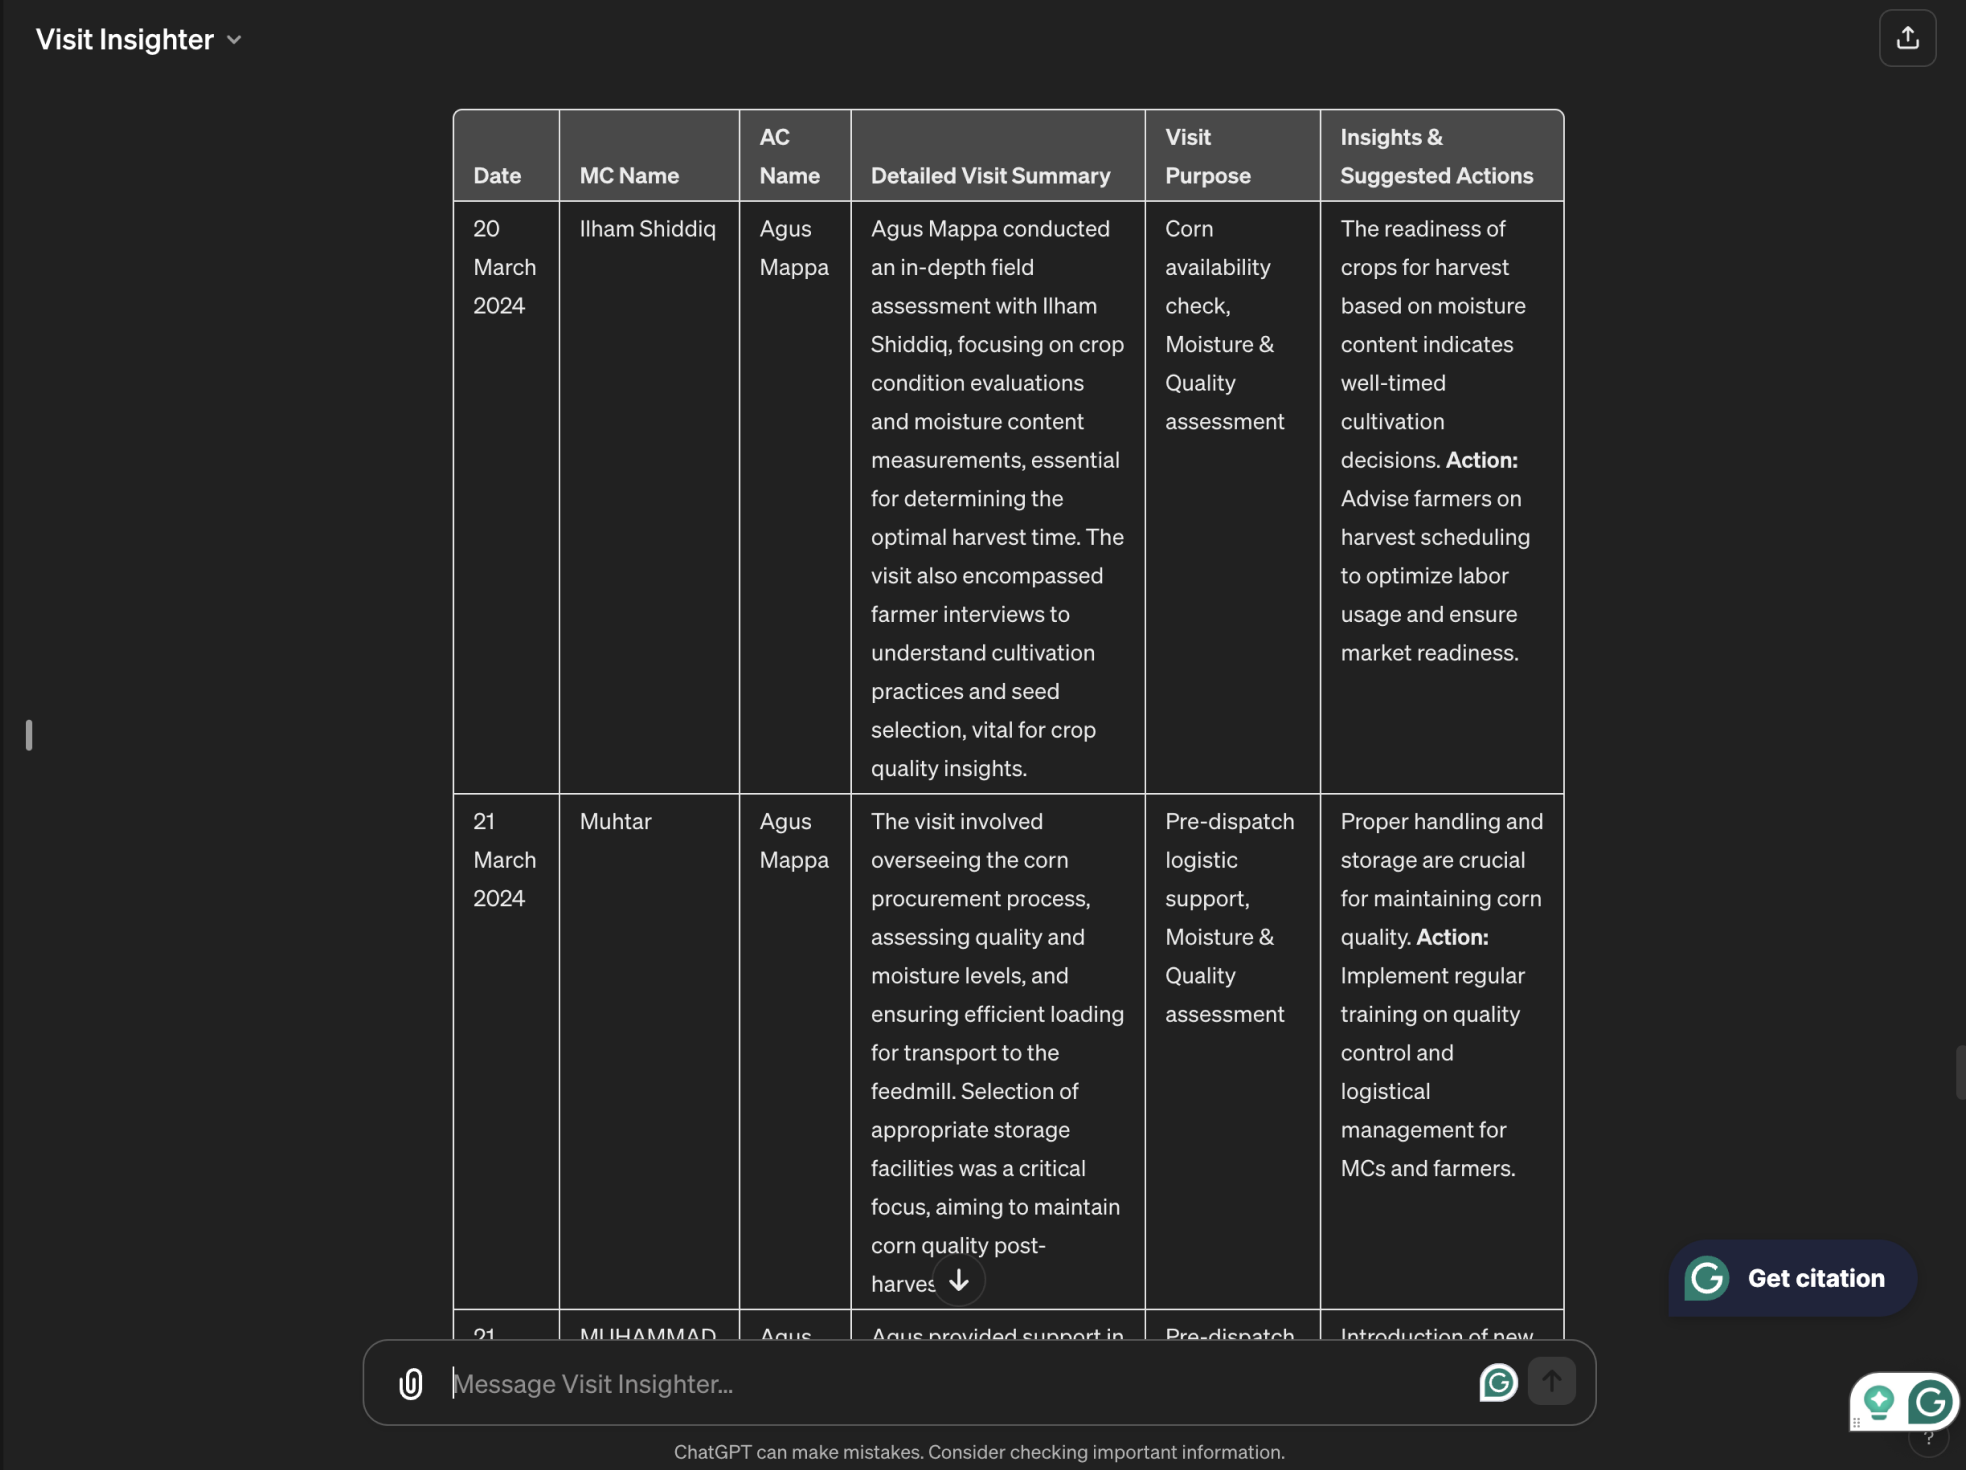 Visit Insighter
Date
MC Name
AC
Name
Detailed Visit Summary
Visit
Purpose
Insights &
Suggested Actions
20
March
2024
Ilham Shiddiq
Agus
Mappa
Agus Mappa conducted
an in-depth field
assessment with Ilham
Shiddiq, focusing on crop
condition evaluations
and moisture content
measurements, essential
for determining the
optimal harvest time. The
visit also encompassed
farmer interviews to
understand cultivation
practices and seed
selection, vital for crop
quality insights.
Corn
availability
check,
Moisture &
Quality
assessment
The readiness of
crops for harvest
based on moisture
content indicates
well-timed
cultivation
decisions. Action:
Advise farmers on
harvest scheduling
to optimize labor
usage and ensure
market readiness.
21
March
2024
Muhtar
Agus
Mappa
The visit involved
overseeing the corn
procurement process,
assessing quality and
moisture levels, and
ensuring efficient loading
for transport to the
feedmill. Selection of
appropriate storage
facilities was a critical
focus, aiming to maintain
corn quality post-
harves
Pre-dispatch
logistic
support,
Moisture &
Quality
assessment
Proper handling and
storage are crucial
for maintaining corn
quality. Action:
Implement regular
training on quality
control and
logistical
management for
MCs and farmers.
21
MUHAMMAD
Agus
Agus provided support in
Pre-dispatch
Introduction of new
Get citation
Message Visit Insighter...
ChatGPT can make mistakes. Consider checking important information.
?